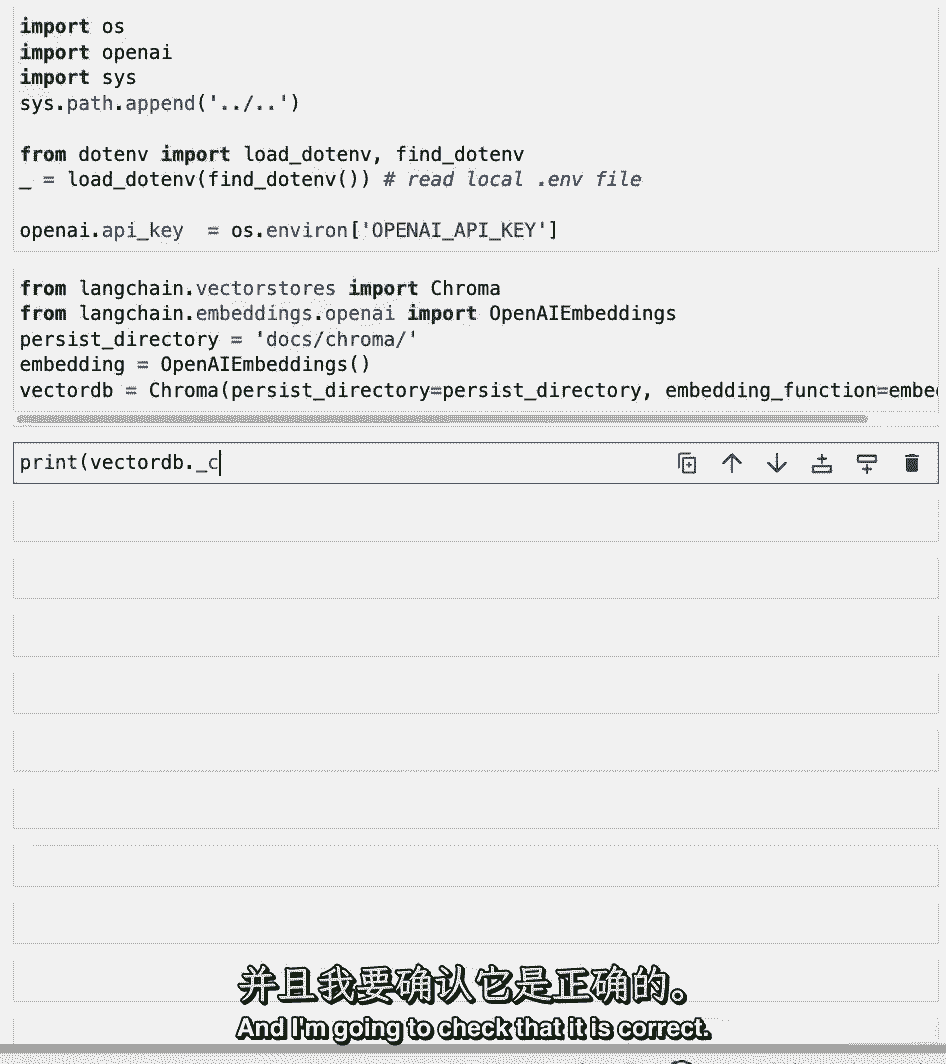 import os
import openai
import sys
sys.path.append('../..')
from dotenv import load_dotenv, find_dotenv
_ = load_dotenv(find_dotenv()) # read local .env file
openai.api_key  = os.environ['OPENAI_API_KEY']
from langchain.vectorstores import Chroma
from langchain.embeddings.openai import OpenAIEmbeddings
persist_directory = 'docs/chroma/'
embedding = OpenAIEmbeddings()
vectordb = Chroma(persist_directory=persist_directory, embedding_function=embe
print(vectordb._c
并且我要确认它是正确的。
And I'm going to check that it is correct.